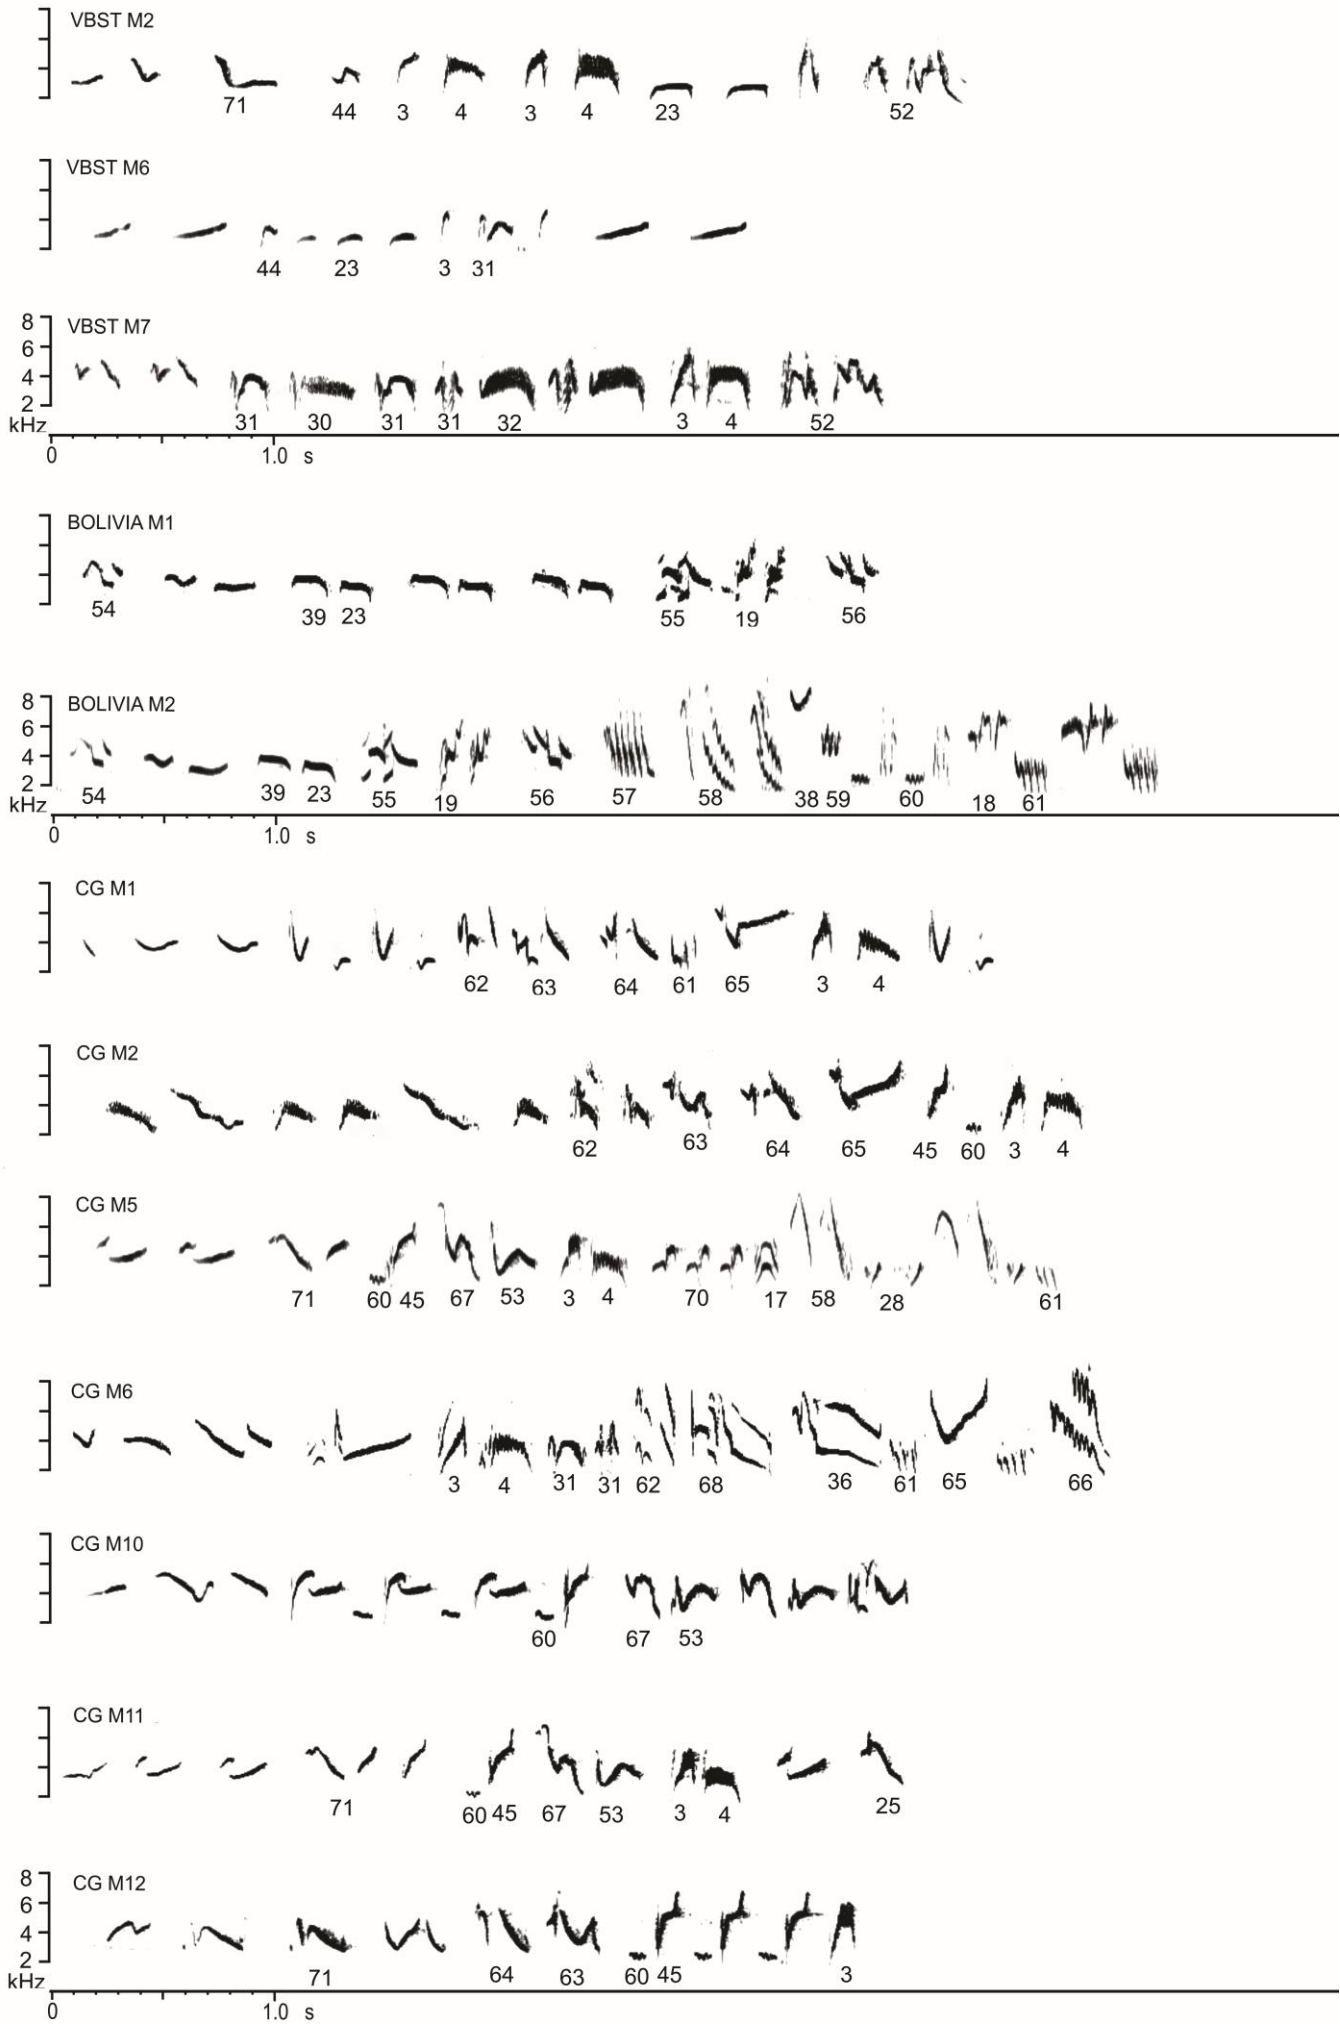 VBST M2
71 44 3 4 3 4 23 52
VBST M6
44 23 3 31
8 VBST M7
6
4
2
kHz 31 30 31 31 32 3 4 52
0 1.0 s
BOLIVIA M1
54 39 23 55 19 56
8 BOLIVIA M2
6
4
2
kHz 54 39 23 55 19 56 57 58 38 59 60 18 61
0 1.0 s
CG M1
62 63 64 61 65 3 4
CG M2
62 63 64 65 45 60 3 4
CG M5
71 60 45 67 53 3 4 70 17 58 28 61
CG M6
3 4 31 31 62 68 36 61 65 66
CG M10
60 67 53
CG M11
71 60 45 67 53 3 4 25
8 CG M12
6
4
2
kHz 71 64 63 60 45 3
0 1.0 s